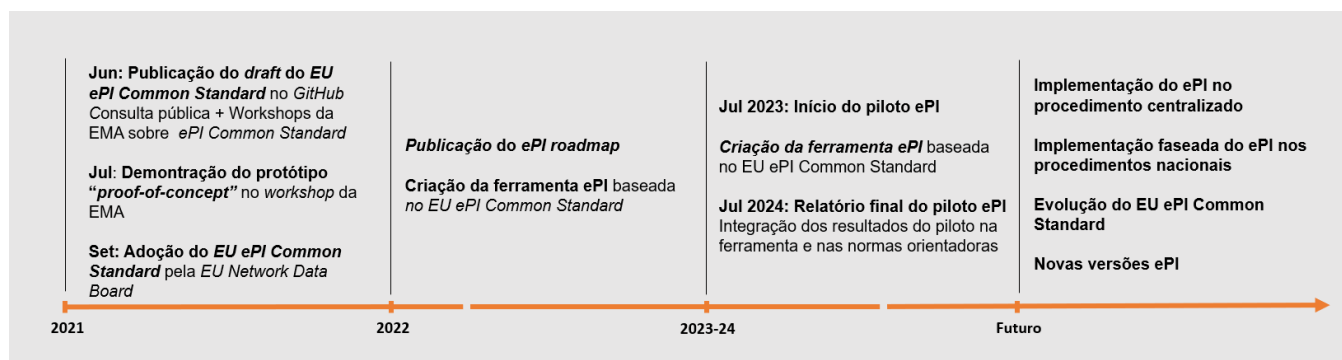 Jun: Publicação do draft do EU
ePI Common Standard no GitHub
Consulta pública + Workshops da
EMA sobre ePI Common Standard
Jul: Demontração do protótipo
“proof-of-concept” no workshop da
EMA
Set: Adoção do EU ePI Common
Standard pela EU Network Data
Board
Publicação do ePI roadmap
Criação da ferramenta ePI baseada
no EU ePI Common Standard
Jul 2023: Início do piloto ePI
Criação da ferramenta ePI baseada
no EU ePI Common Standard
Jul 2024: Relatório final do piloto ePI
Integração dos resultados do piloto na
ferramenta e nas normas orientadoras
Implementação do ePI no
procedimento centralizado
Implementação faseada do ePI nos
procedimentos nacionais
Evolução do EU ePI Common
Standard
Novas versões ePI
2021
2022
2023-24
Futuro